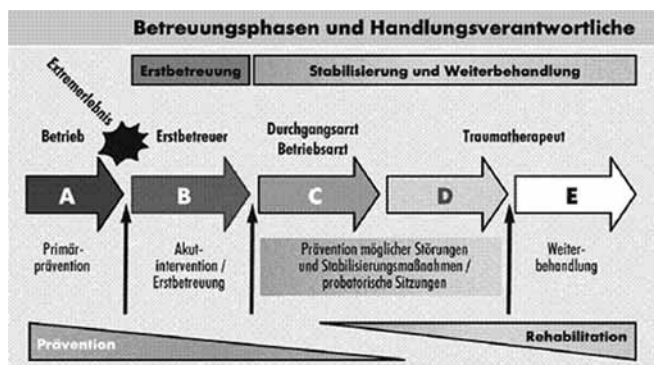 Betreuungsphasen und Handlungsverantwortliche
Erstbetreuung
Stabilisierung und Weiterbehandlung
Extremerlebnis
Betrieb
Erstbetreuer
Durchgangsarzt
Betriebsarzt
Traumatherapeut
A
B
C
D
E
Primär-
prävention
Akut-
intervention /
Erstbetreuung
Prävention möglicher Störungen
und Stabilisierungsmaßnahmen /
probatorische Sitzungen
Weiter-
behandlung
Prävention
Rehabilitation